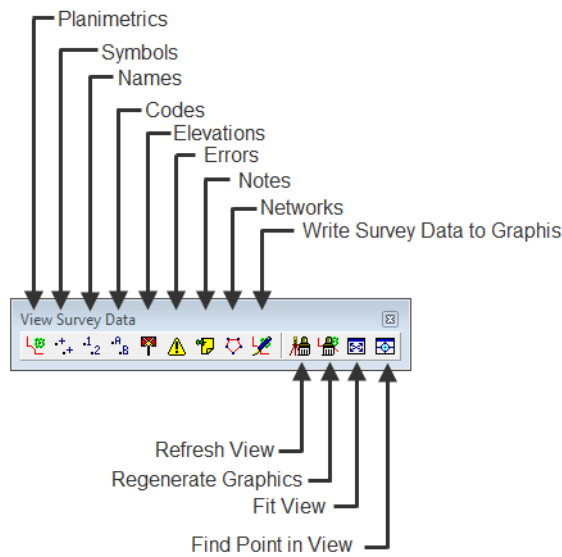 Planimetrics
Symbols
Names
Codes
Elevations
Errors
Notes
Networks
Write Survey Data to Graphis
View Survey Data
Refresh View
Regenerate Graphics
Fit View
Find Point in View